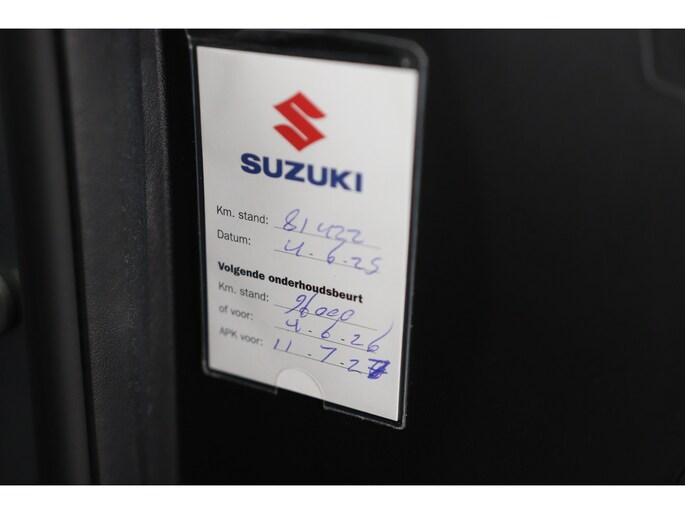 SUZUKI
Km. stand: 81422
Datum: 4.6.25
Volgende onderhoudsbeurt
Km. stand: 96000
of voor: 4.6.26
APK voor: 11.7.27